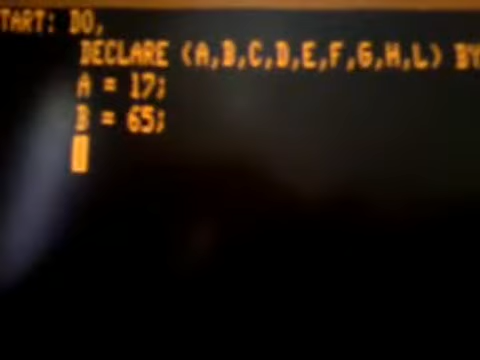 TART: DO,
DECLARE (A,B,C,D,E,F,G,H,L) BY
A = 17;
B = 65;